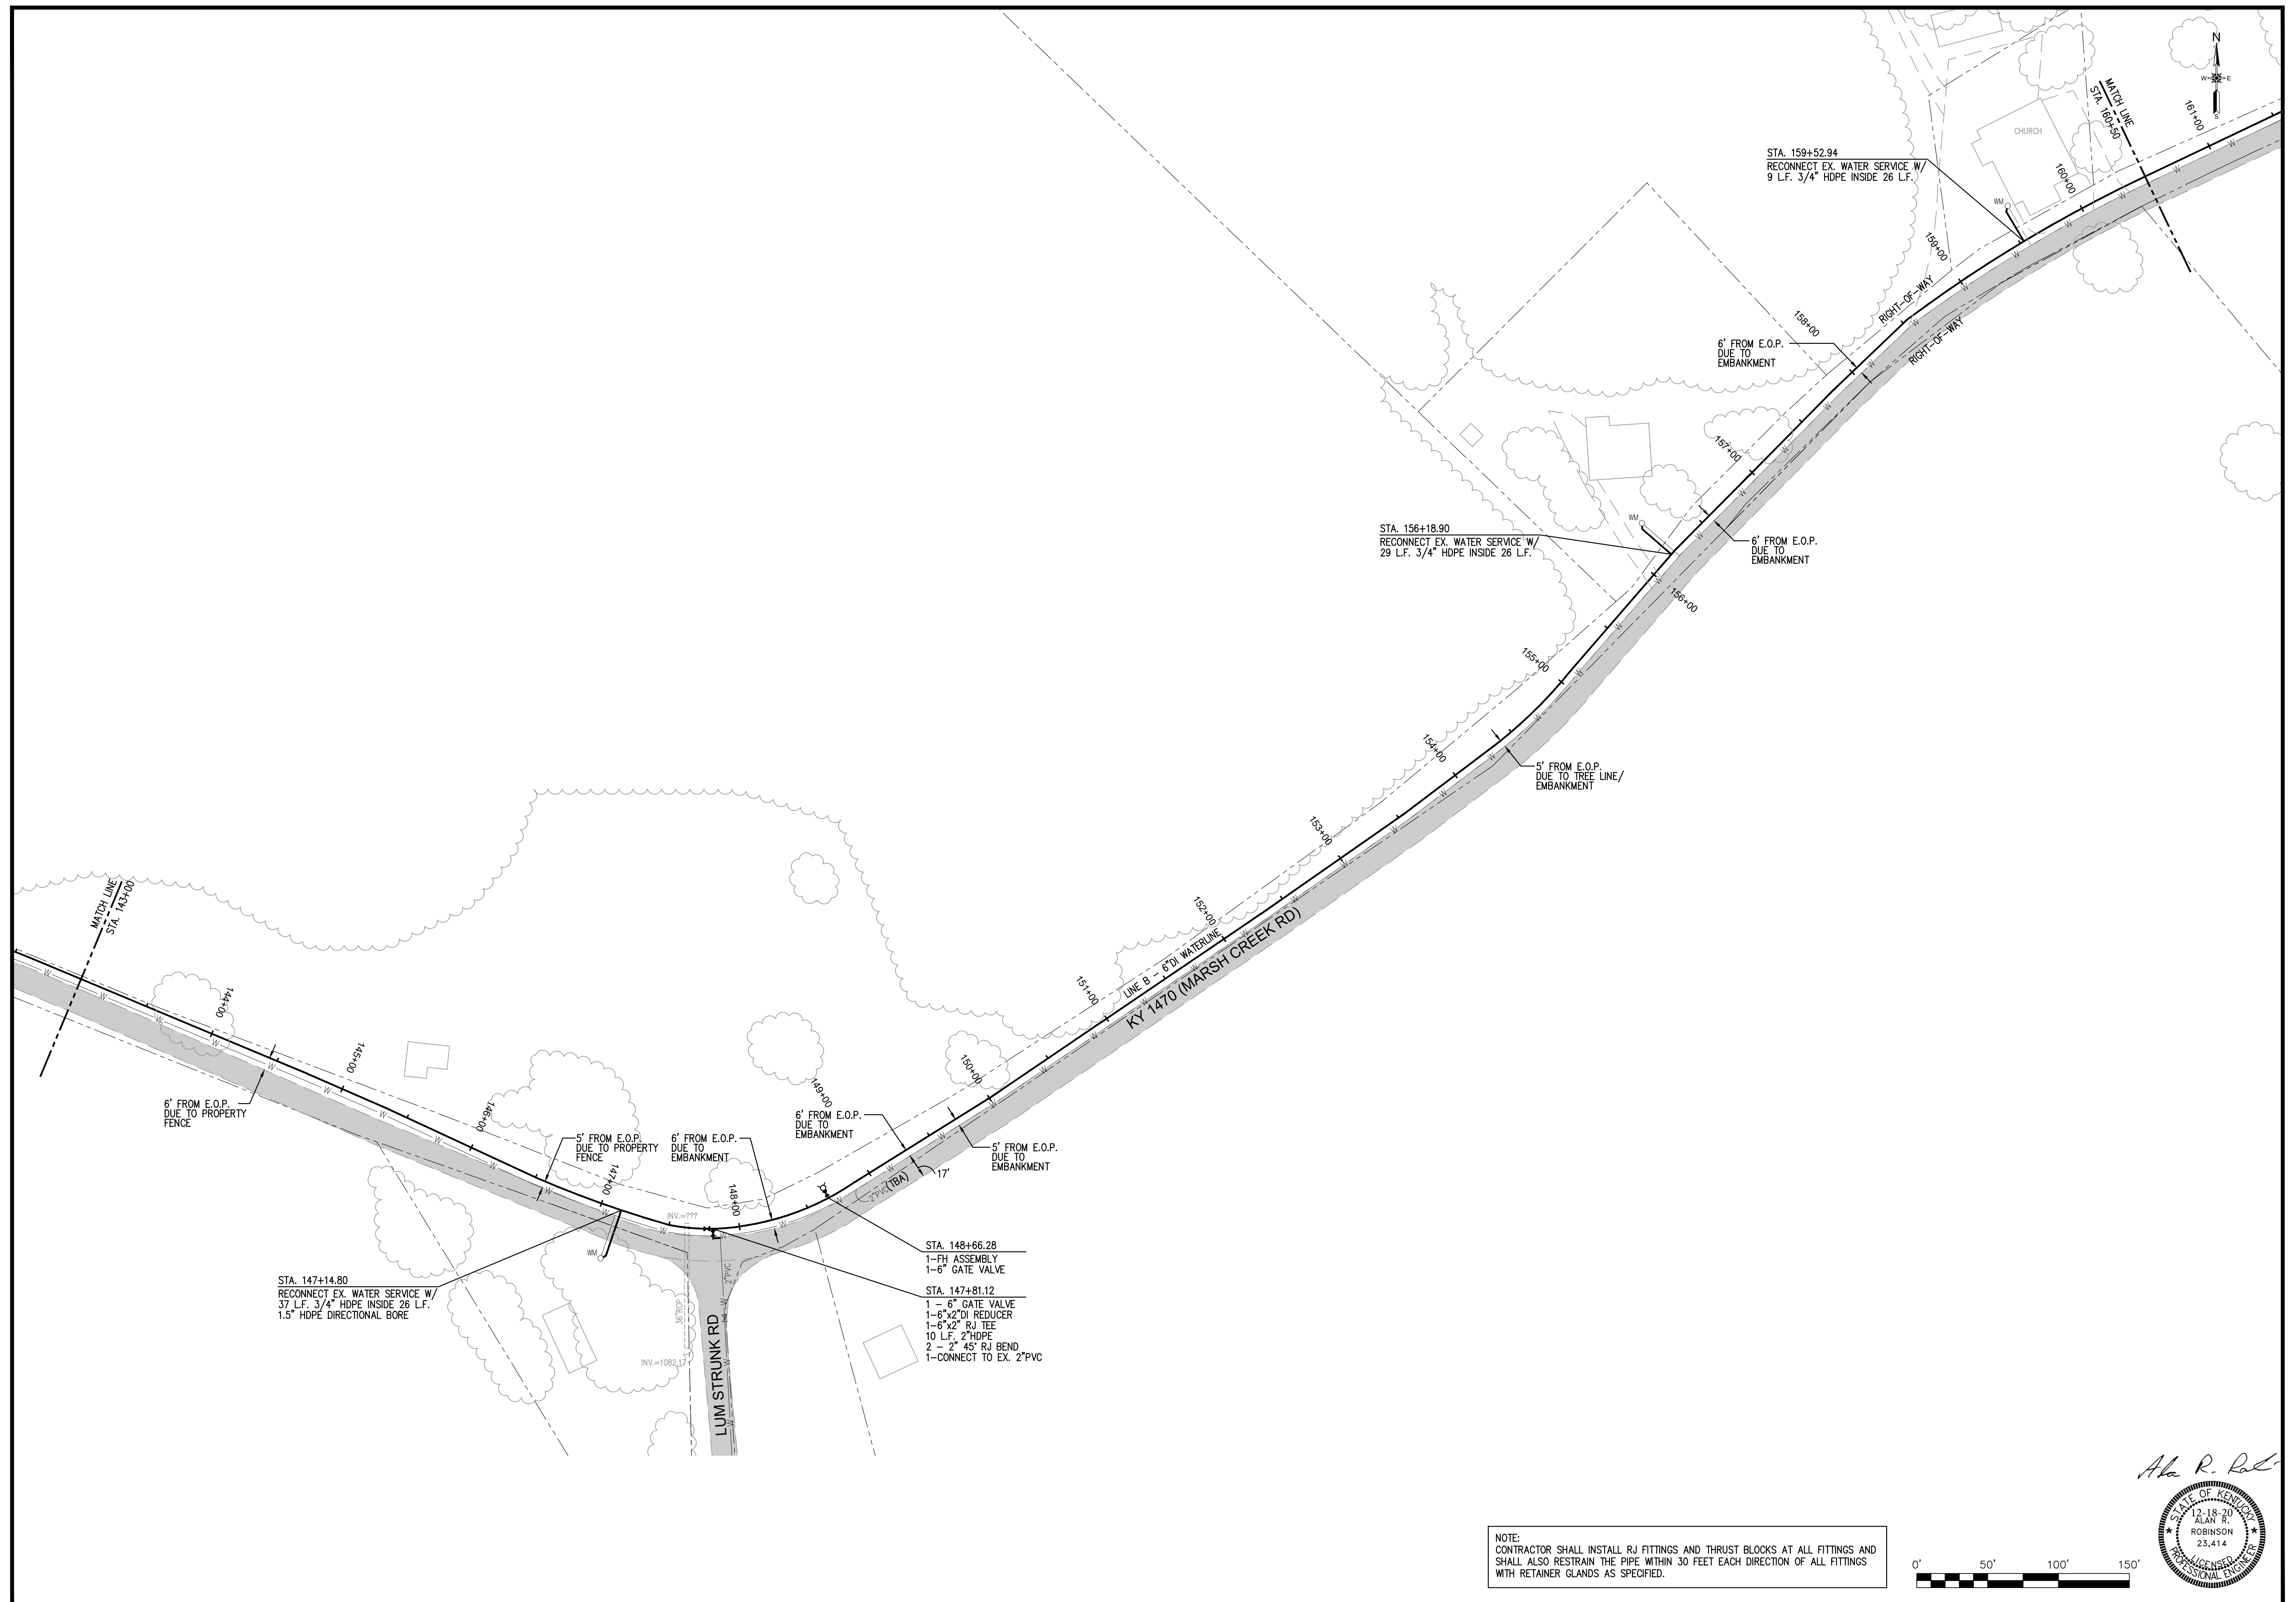 N
W
E
S
MATCH LINE
STA. 160+50
161+00
CHURCH
STA. 159+52.94
RECONNECT EX. WATER SERVICE W/
9 L.F. 3/4" HDPE INSIDE 26 L.F.
160+00
WM
159+00
RIGHT-OF-WAY
RIGHT-OF-WAY
158+00
6' FROM E.O.P.
DUE TO
EMBANKMENT
157+00
WM
STA. 156+18.90
RECONNECT EX. WATER SERVICE W/
29 L.F. 3/4" HDPE INSIDE 26 L.F.
6' FROM E.O.P.
DUE TO
EMBANKMENT
156+00
155+00
154+00
5' FROM E.O.P.
DUE TO TREE LINE/
EMBANKMENT
153+00
152+00
LINE B - 6"DI WATERLINE
KY 1470 (MARSH CREEK RD)
151+00
MATCH LINE
STA. 143+00
144+00
145+00
146+00
147+00
148+00
149+00
150+00
6' FROM E.O.P.
DUE TO PROPERTY
FENCE
5' FROM E.O.P.
DUE TO PROPERTY
FENCE
6' FROM E.O.P.
DUE TO
EMBANKMENT
6' FROM E.O.P.
DUE TO
EMBANKMENT
5' FROM E.O.P.
DUE TO
EMBANKMENT
17'
2"PVC(TBA)
INV.=???
WM
2"PVC
36"RCP
INV.=1082.17
LUM STRUNK RD
STA. 147+14.80
RECONNECT EX. WATER SERVICE W/
37 L.F. 3/4" HDPE INSIDE 26 L.F.
1.5" HDPE DIRECTIONAL BORE
STA. 148+66.28
1-FH ASSEMBLY
1-6" GATE VALVE
STA. 147+81.12
1 - 6" GATE VALVE
1-6"x2"DI REDUCER
1-6"x2" RJ TEE
10 L.F. 2"HDPE
2 - 2" 45° RJ BEND
1-CONNECT TO EX. 2"PVC
NOTE:
CONTRACTOR SHALL INSTALL RJ FITTINGS AND THRUST BLOCKS AT ALL FITTINGS AND
SHALL ALSO RESTRAIN THE PIPE WITHIN 30 FEET EACH DIRECTION OF ALL FITTINGS
WITH RETAINER GLANDS AS SPECIFIED.
0' 50' 100' 150'
STATE OF KENTUCKY
12-18-20
ALAN R.
ROBINSON
23,414
LICENSED
PROFESSIONAL ENGINEER